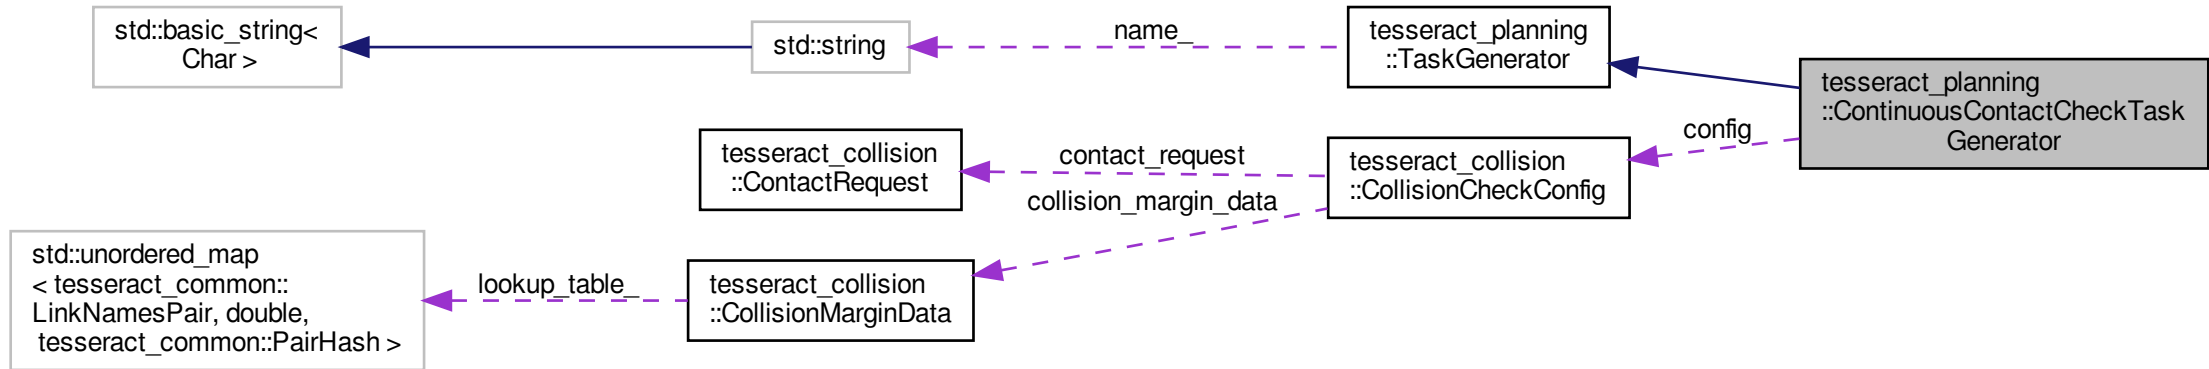 std::basic_string<
Char >
std::string
name_
tesseract_planning
::TaskGenerator
tesseract_planning
::ContinuousContactCheckTask
Generator
config
tesseract_collision
::ContactRequest
contact_request
collision_margin_data
tesseract_collision
::CollisionCheckConfig
std::unordered_map
< tesseract_common::
LinkNamesPair, double,
tesseract_common::PairHash >
lookup_table_
tesseract_collision
::CollisionMarginData